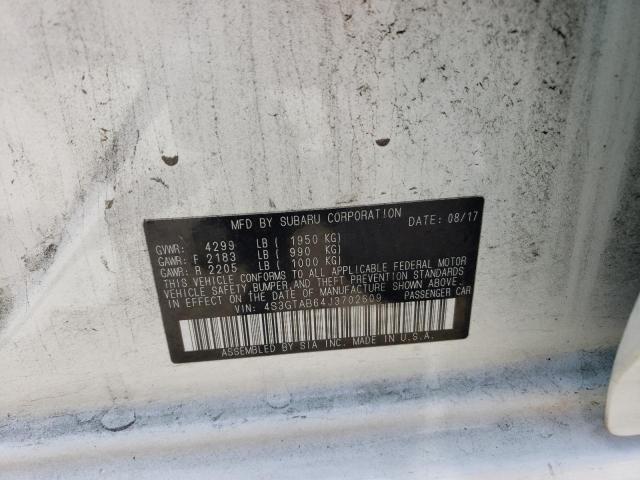 MFD BY SUBARU CORPORATION DATE: 08/17
GVWR: 4299 LB ( 1950 KG)
GAWR: F 2183 LB ( 990 KG)
GAWR: R 2205 LB ( 1000 KG)
THIS VEHICLE CONFORMS TO ALL APPLICABLE FEDERAL MOTOR
VEHICLE SAFETY, BUMPER, AND THEFT PREVENTION STANDARDS
IN EFFECT ON THE DATE OF MANUFACTURE SHOWN ABOVE.
VIN: 4S3GTAB64J3702609 PASSENGER CAR
ASSEMBLED BY SIA INC. MADE IN U.S.A.